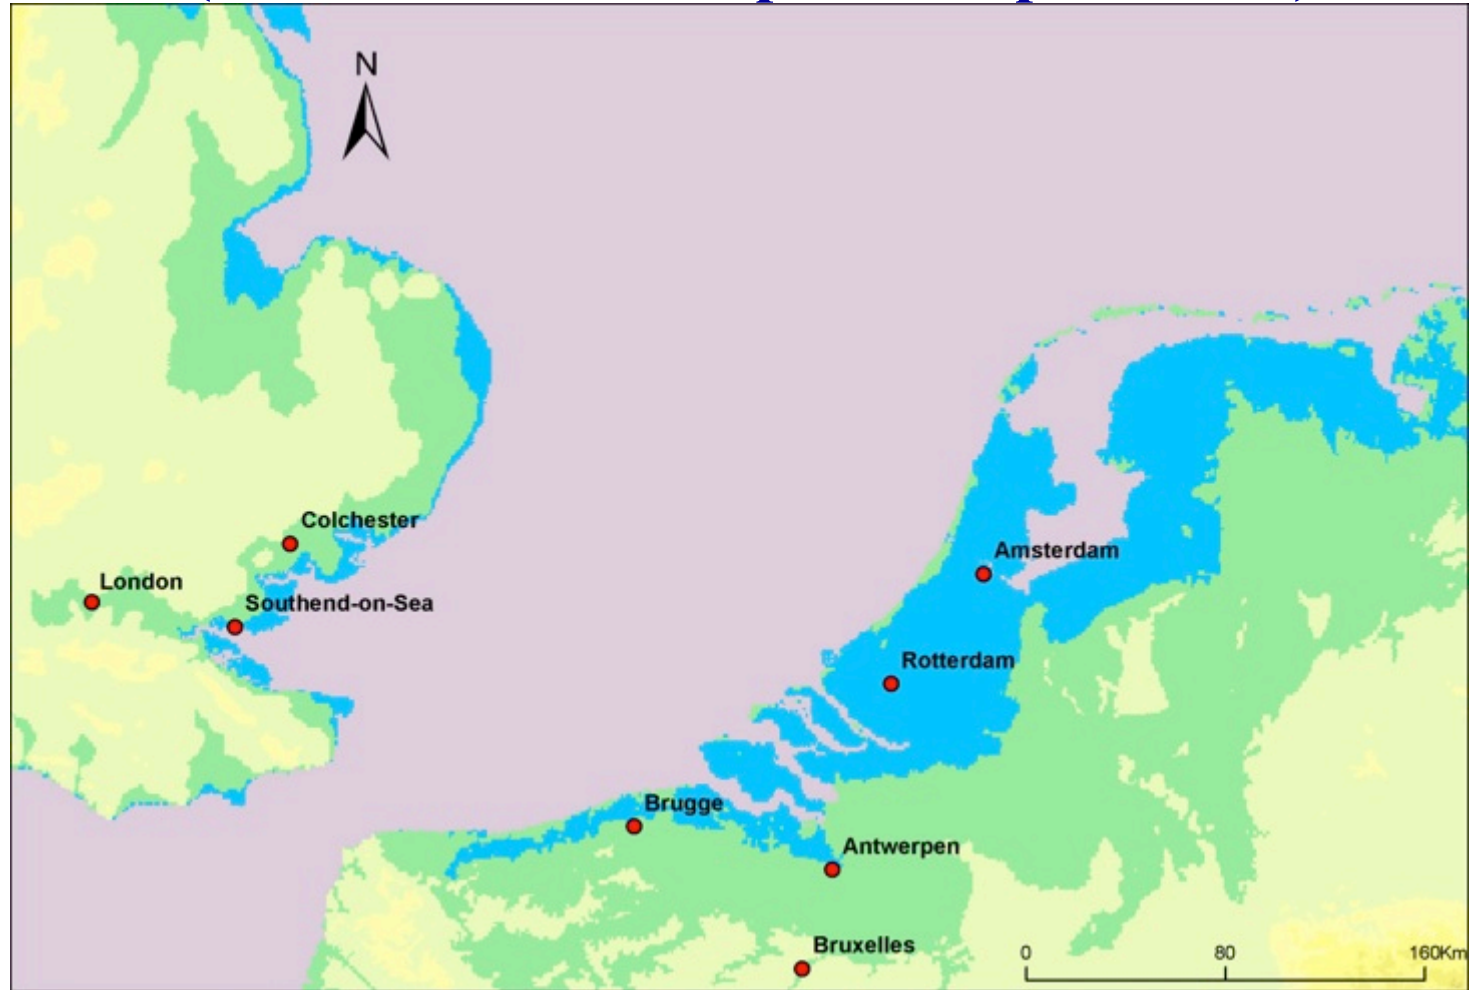 N
Colchester
London
Southend-on-Sea
Amsterdam
Rotterdam
Brugge
Antwerpen
Bruxelles
0 80 160Km